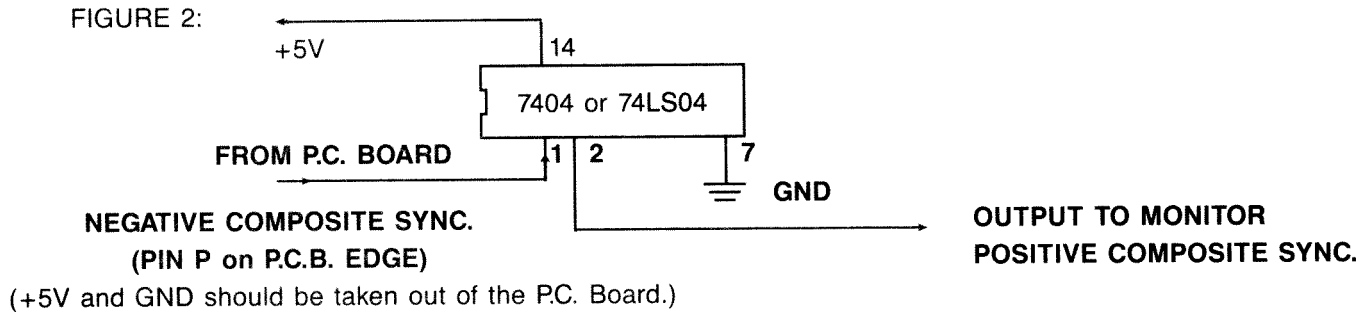 FIGURE 2:
+5V
14
7404 or 74LS04
FROM P.C. BOARD
1 2 7
GND
NEGATIVE COMPOSITE SYNC.
(PIN P on P.C.B. EDGE)
OUTPUT TO MONITOR
POSITIVE COMPOSITE SYNC.
(+5V and GND should be taken out of the P.C. Board.)